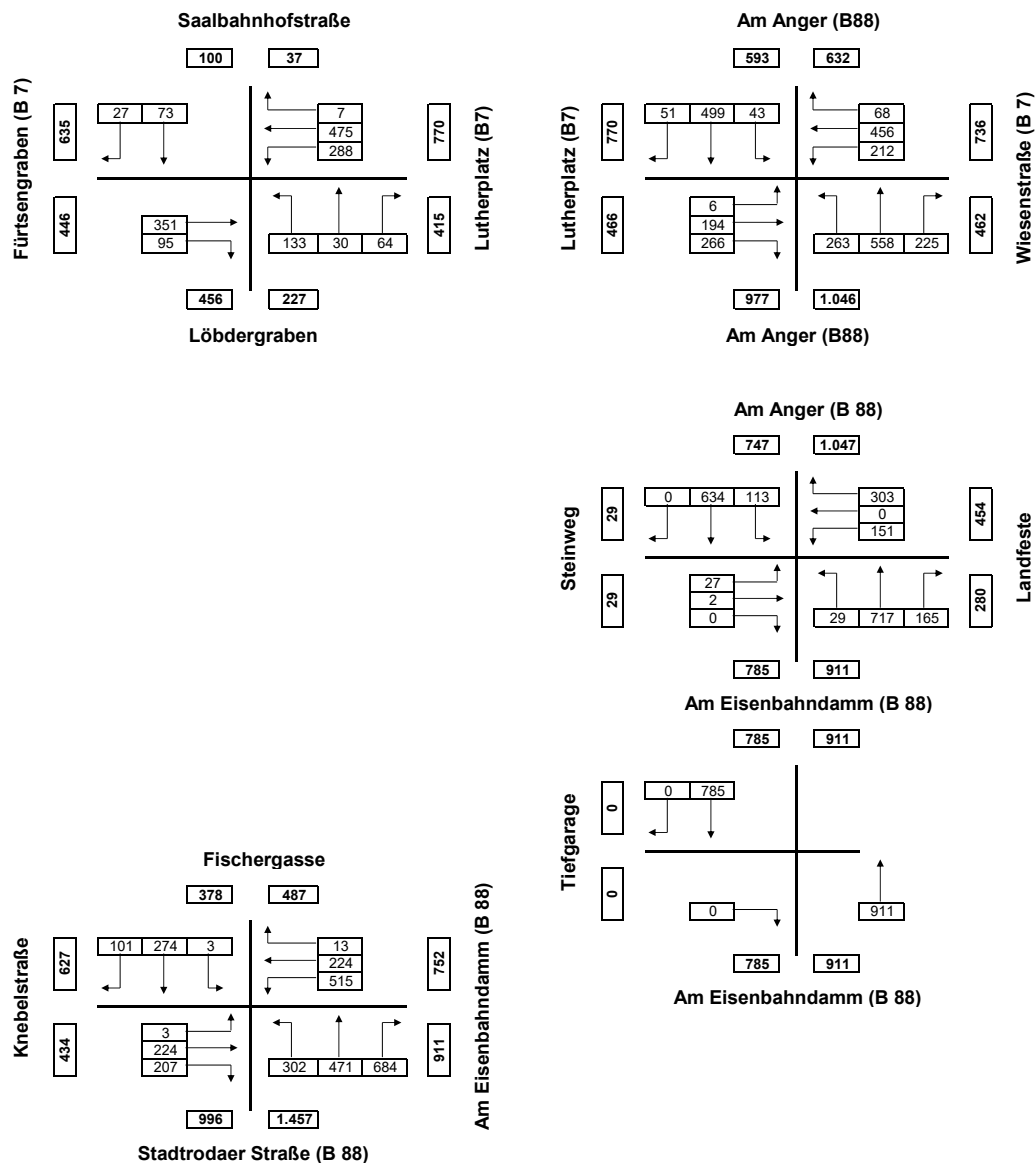 Saalbahnhofstraße
100 37
Fürtsengraben (B 7)
635
446
27 73
7
475
288
351
95
133 30 64
770
415
Lutherplatz (B7)
456 227
Löbdergraben
Am Anger (B88)
593 632
Lutherplatz (B7)
770
466
51 499 43
68
456
212
6
194
266
263 558 225
736
462
Wiesenstraße (B 7)
977 1.046
Am Anger (B88)
Am Anger (B 88)
747 1.047
Steinweg
29
29
0 634 113
303
0
151
27
2
0
29 717 165
454
280
Landfeste
785 911
Am Eisenbahndamm (B 88)
785 911
Tiefgarage
0
0
0 785
0
911
785 911
Am Eisenbahndamm (B 88)
Fischergasse
378 487
Knebelstraße
627
434
101 274 3
13
224
515
3
224
207
302 471 684
752
911
Am Eisenbahndamm (B 88)
996 1.457
Stadtrodaer Straße (B 88)